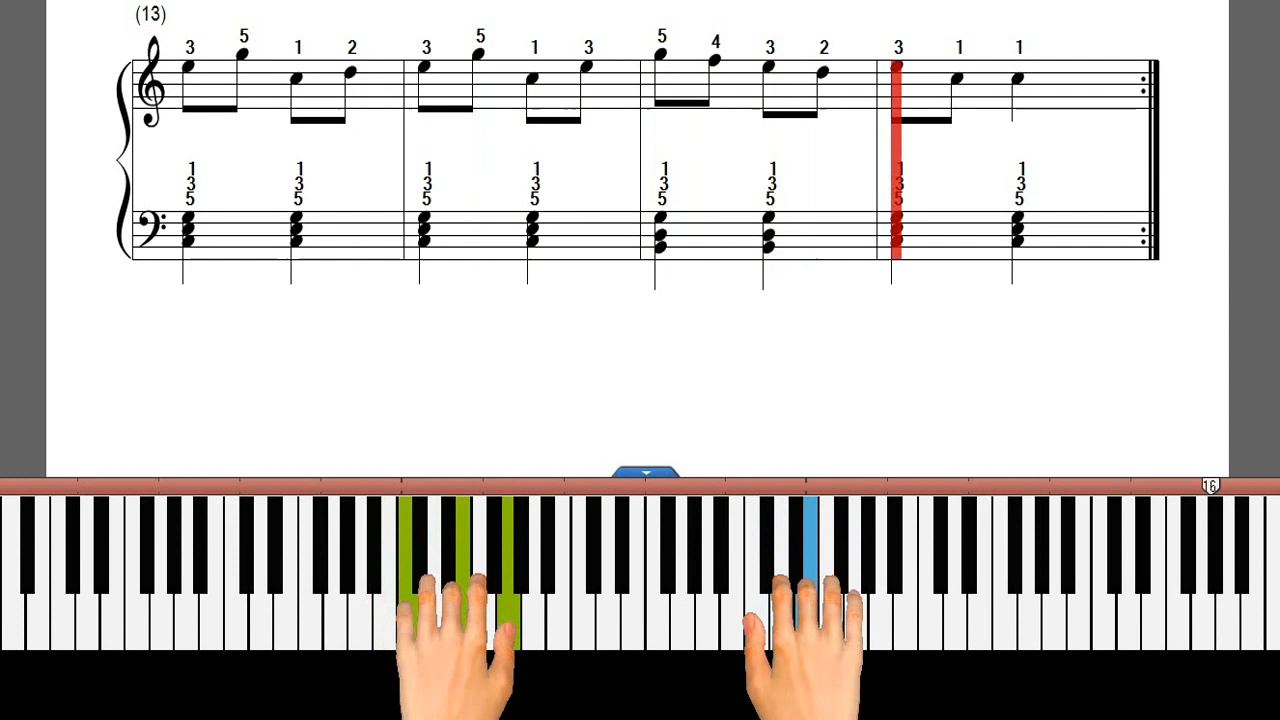 (13)
3 5 1 2 3 5 1 3 5 4 3 2 3 1 1
1 1 1 1 1 1 1 1
3 3 3 3 3 3 3 3
5 5 5 5 5 5 5 5
16